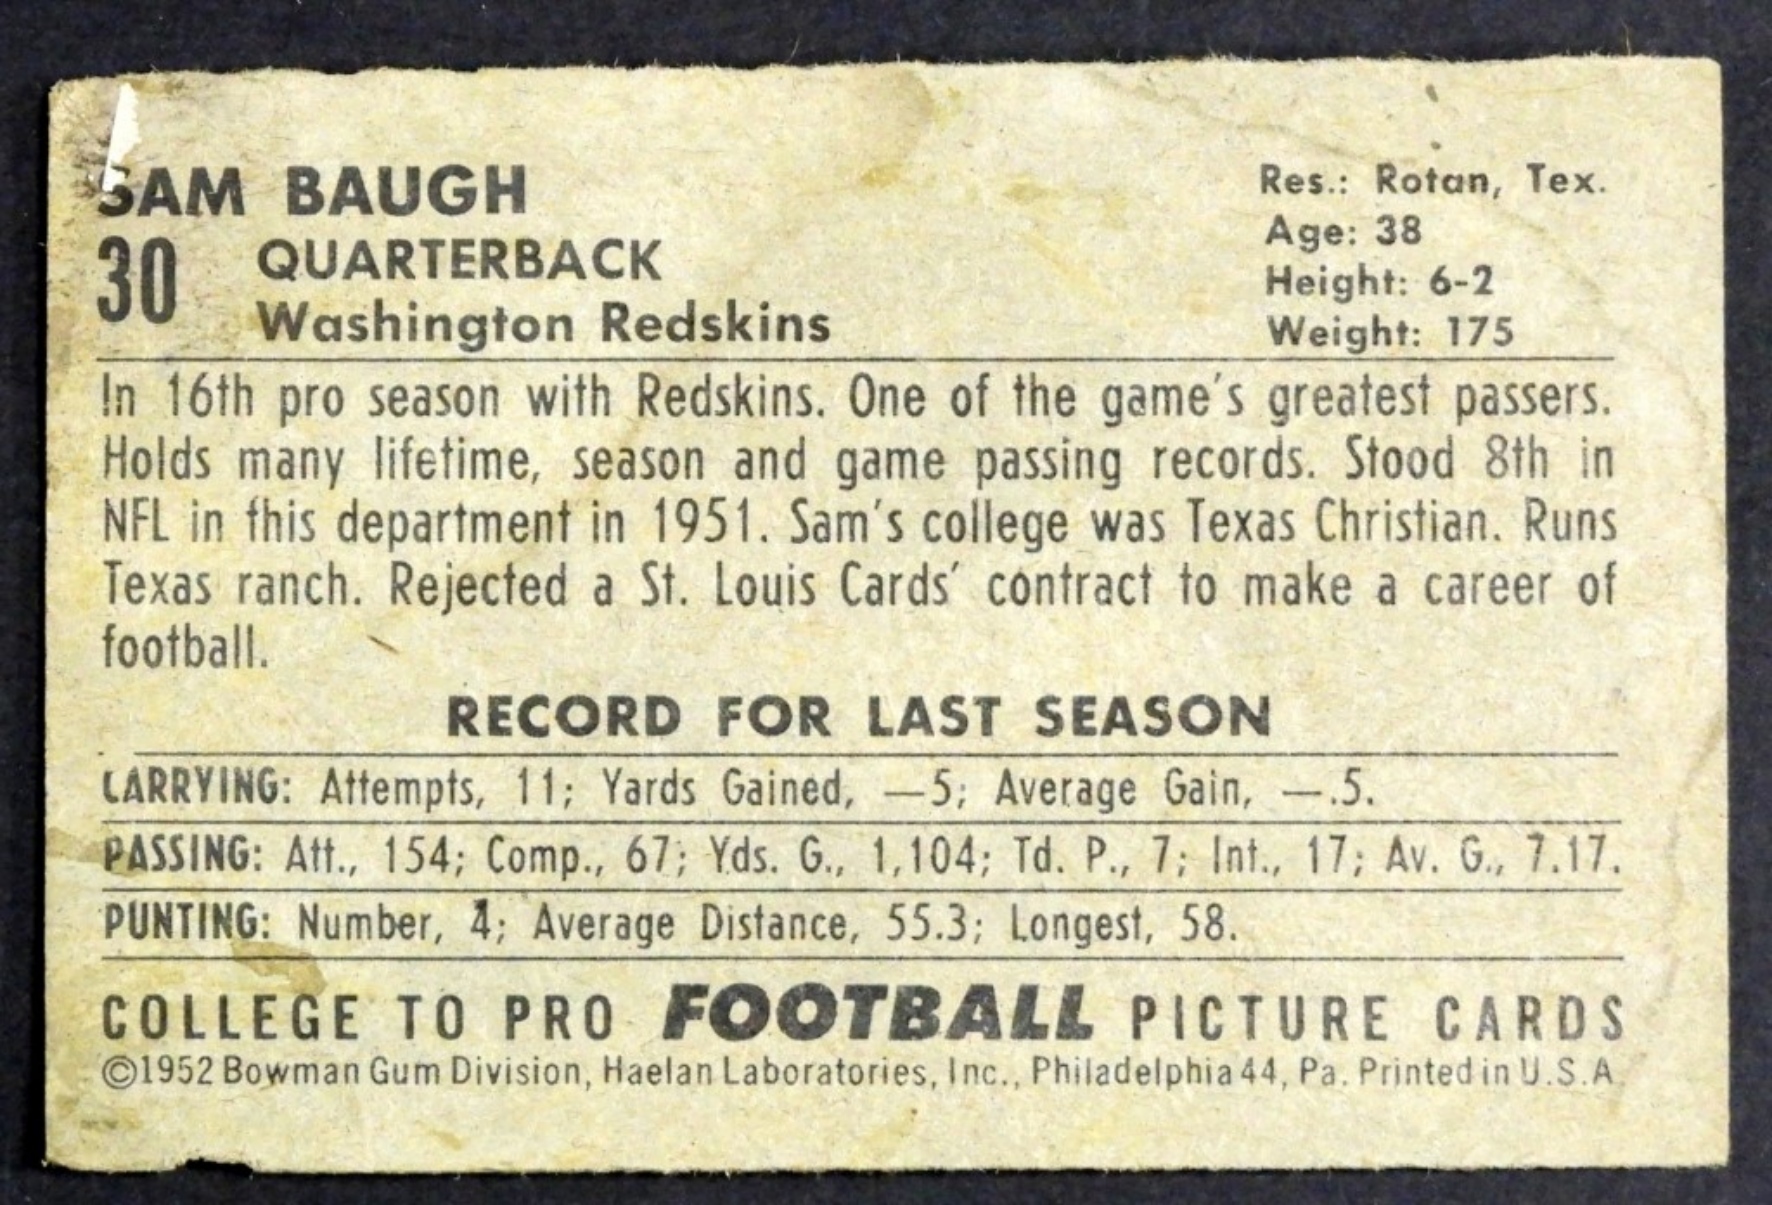 SAM BAUGH
30 QUARTERBACK
Washington Redskins
Res.: Rotan, Tex.
Age: 38
Height: 6-2
Weight: 175
In 16th pro season with Redskins. One of the game's greatest passers.
Holds many lifetime, season and game passing records. Stood 8th in
NFL in this department in 1951. Sam's college was Texas Christian. Runs
Texas ranch. Rejected a St. Louis Cards' contract to make a career of
football.
RECORD FOR LAST SEASON
CARRYING: Attempts, 11; Yards Gained, —5; Average Gain, —.5.
PASSING: Att., 154; Comp., 67; Yds. G., 1,104; Td. P., 7; Int., 17; Av. G., 7.17.
PUNTING: Number, 4; Average Distance, 55.3; Longest, 58.
COLLEGE TO PRO FOOTBALL PICTURE CARDS
©1952 Bowman Gum Division, Haelan Laboratories, Inc., Philadelphia 44, Pa. Printed in U.S.A